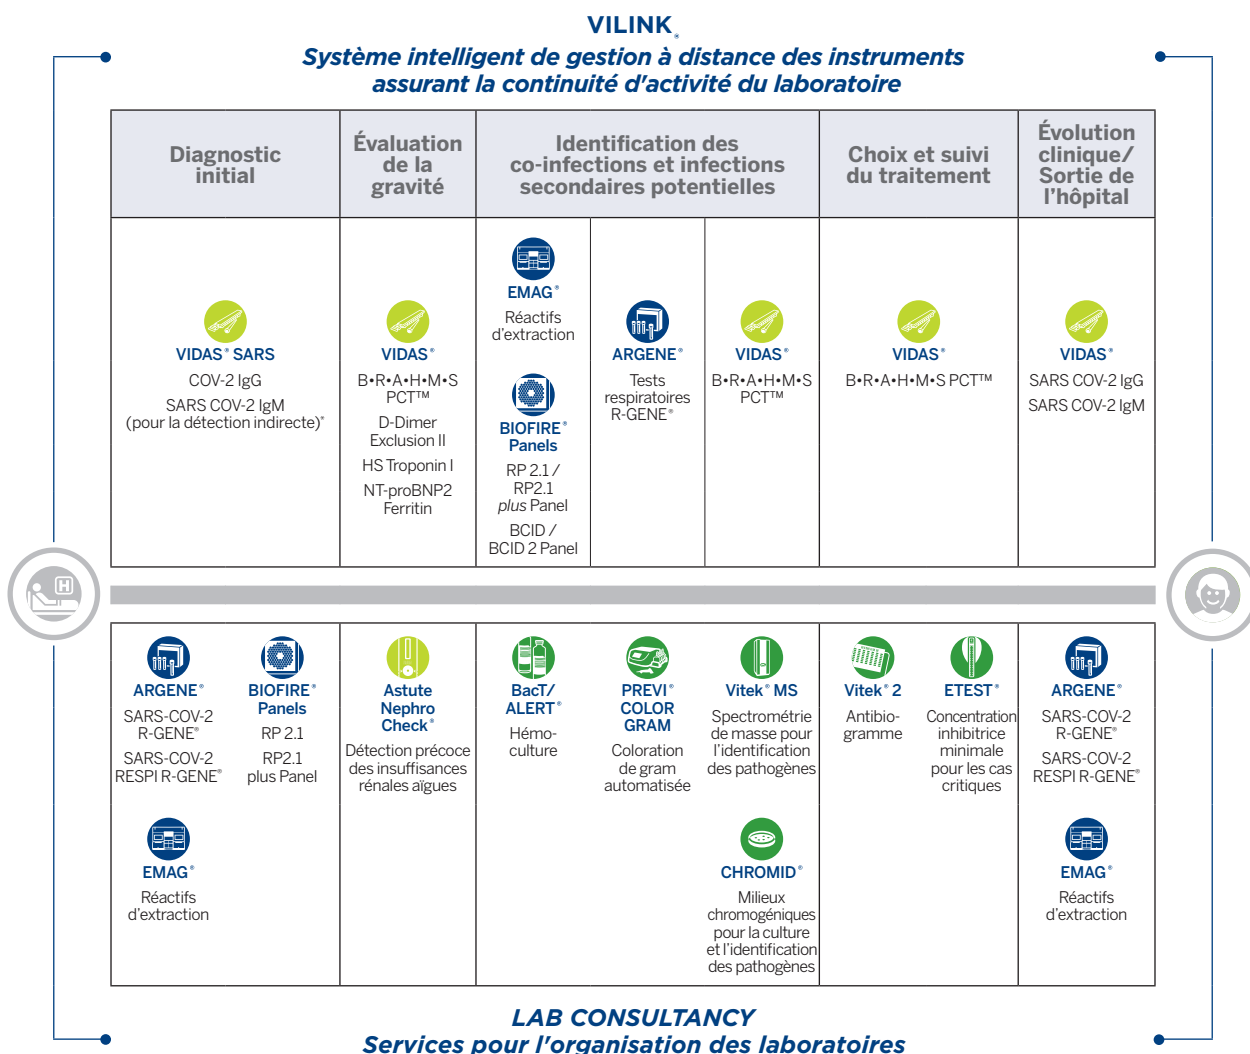 VILINK®
Système intelligent de gestion à distance des instruments
assurant la continuité d'activité du laboratoire
Diagnostic
initial
Évaluation
de la
gravité
Identification des
co-infections et infections
secondaires potentielles
Choix et suivi
du traitement
Évolution
clinique/
Sortie de
l'hôpital
VIDAS® SARS
COV-2 IgG
SARS COV-2 IgM
(pour la détection indirecte)*
VIDAS®
B•R•A•H•M•S
PCT™
D-Dimer
Exclusion II
HS Troponin I
NT-proBNP2
Ferritin
EMAG®
Réactifs
d'extraction
BIOFIRE®
Panels
RP 2.1 /
RP2.1
plus Panel
BCID /
BCID 2 Panel
ARGENE®
Tests
respiratoires
R-GENE®
VIDAS®
B•R•A•H•M•S
PCT™
VIDAS®
B•R•A•H•M•S PCT™
VIDAS®
SARS COV-2 IgG
SARS COV-2 IgM
H
ARGENE®
SARS-COV-2
R-GENE®
SARS-COV-2
RESPI R-GENE®
EMAG®
Réactifs
d'extraction
BIOFIRE®
Panels
RP 2.1
RP2.1
plus Panel
Astute
Nephro
Check®
Détection précoce
des insuffisances
rénales aïgues
BacT/
ALERT®
Hémo-
culture
PREVI®
COLOR
GRAM
Coloration
de gram
automatisée
Vitek® MS
Spectrométrie
de masse pour
l'identification
des pathogènes
CHROMID®
Milieux
chromogéniques
pour la culture
et l'identification
des pathogènes
Vitek® 2
Antibio-
gramme
ETEST®
Concentration
inhibitrice
minimale
pour les cas
critiques
ARGENE®
SARS-COV-2
R-GENE®
SARS-COV-2
RESPI R-GENE®
EMAG®
Réactifs
d'extraction
LAB CONSULTANCY
Services pour l'organisation des laboratoires